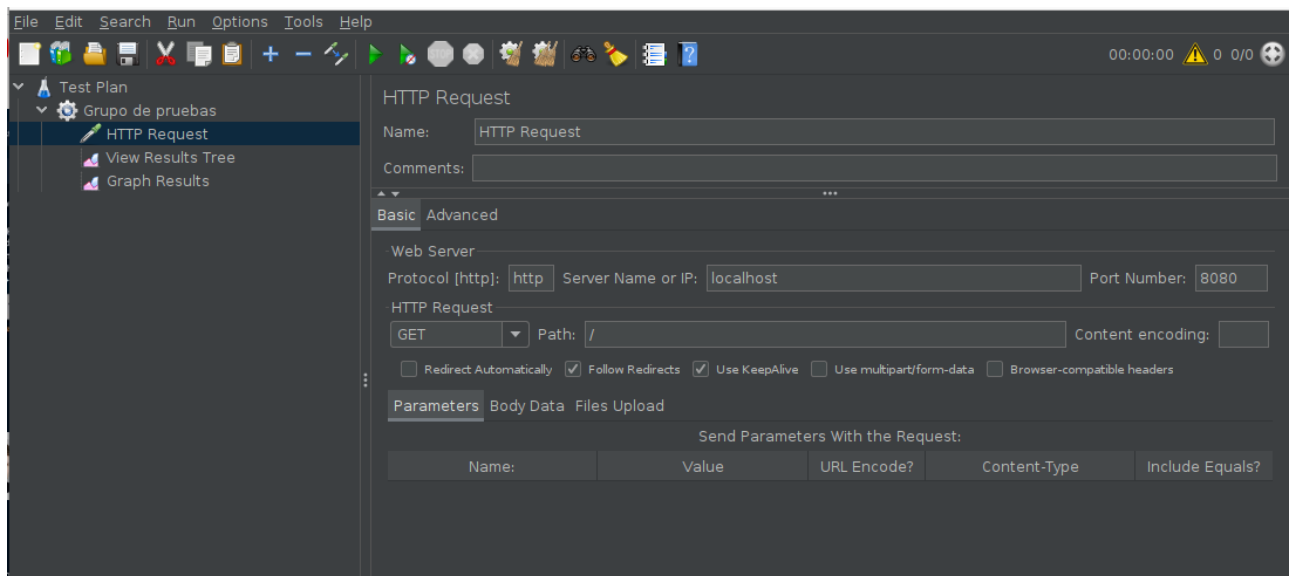 File Edit Search Run Options Tools Help
STOP
00:00:00 0 0/0
Test Plan
Grupo de pruebas
HTTP Request
View Results Tree
Graph Results
HTTP Request
Name: HTTP Request
Comments:
Basic Advanced
Web Server
Protocol [http]: http Server Name or IP: localhost Port Number: 8080
HTTP Request
GET Path: / Content encoding:
Redirect Automatically Follow Redirects Use KeepAlive Use multipart/form-data Browser-compatible headers
Parameters Body Data Files Upload
Send Parameters With the Request:
Name: Value URL Encode? Content-Type Include Equals?